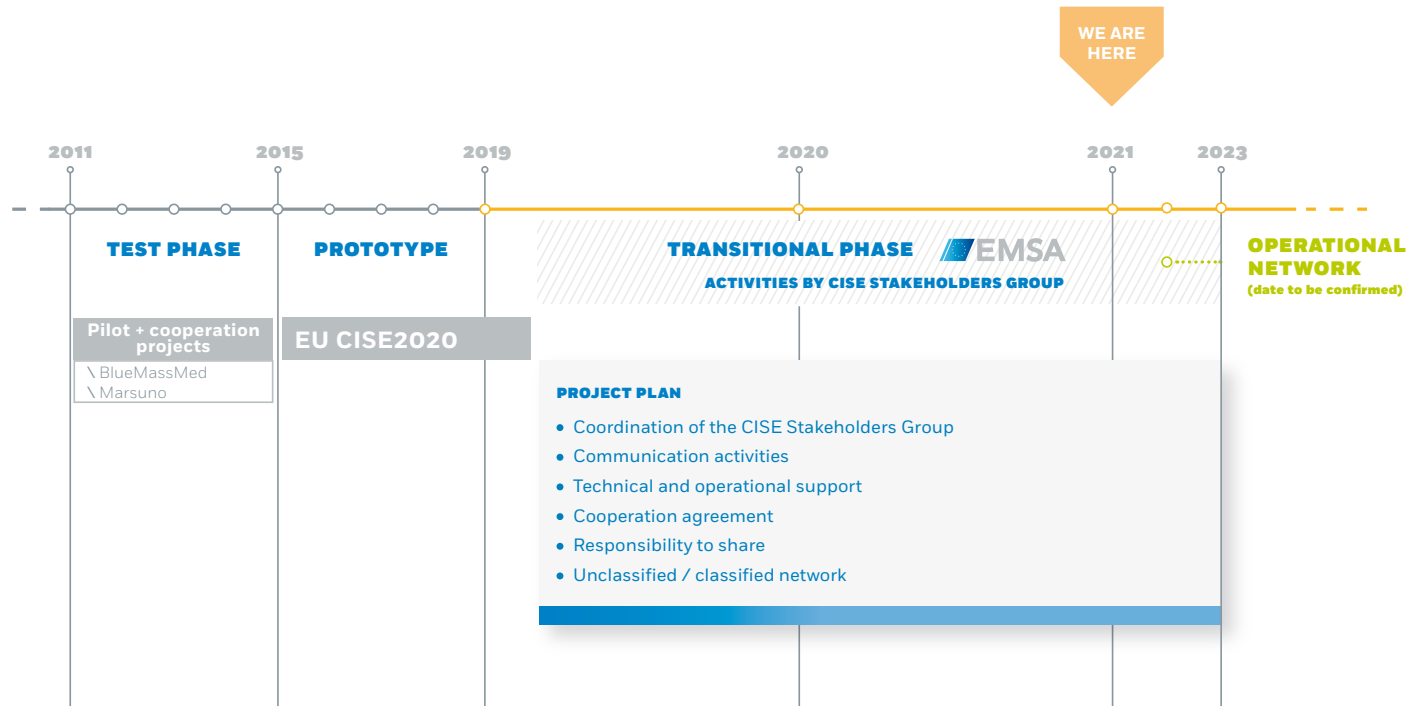 WE ARE
HERE
2011
2015
2019
2020
2021
2023
TEST PHASE
PROTOTYPE
TRANSITIONAL PHASE
EMSA
ACTIVITIES BY CISE STAKEHOLDERS GROUP
OPERATIONAL
NETWORK
(date to be confirmed)
Pilot + cooperation
projects
\ BlueMassMed
\ Marsuno
EU CISE2020
PROJECT PLAN
• Coordination of the CISE Stakeholders Group
• Communication activities
• Technical and operational support
• Cooperation agreement
• Responsibility to share
• Unclassified / classified network